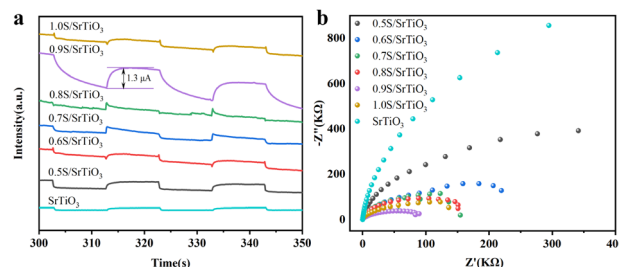 a
Intensity(a.u.)
1.0S/SrTiO3
0.9S/SrTiO3
1.3 μA
0.8S/SrTiO3
0.7S/SrTiO3
0.6S/SrTiO3
0.5S/SrTiO3
SrTiO3
300 310 320 330 340 350
Time(s)
b
-Z''(KΩ)
800
600
400
200
0
0.5S/SrTiO3
0.6S/SrTiO3
0.7S/SrTiO3
0.8S/SrTiO3
0.9S/SrTiO3
1.0S/SrTiO3
SrTiO3
0 100 200 300 40
Z'(KΩ)